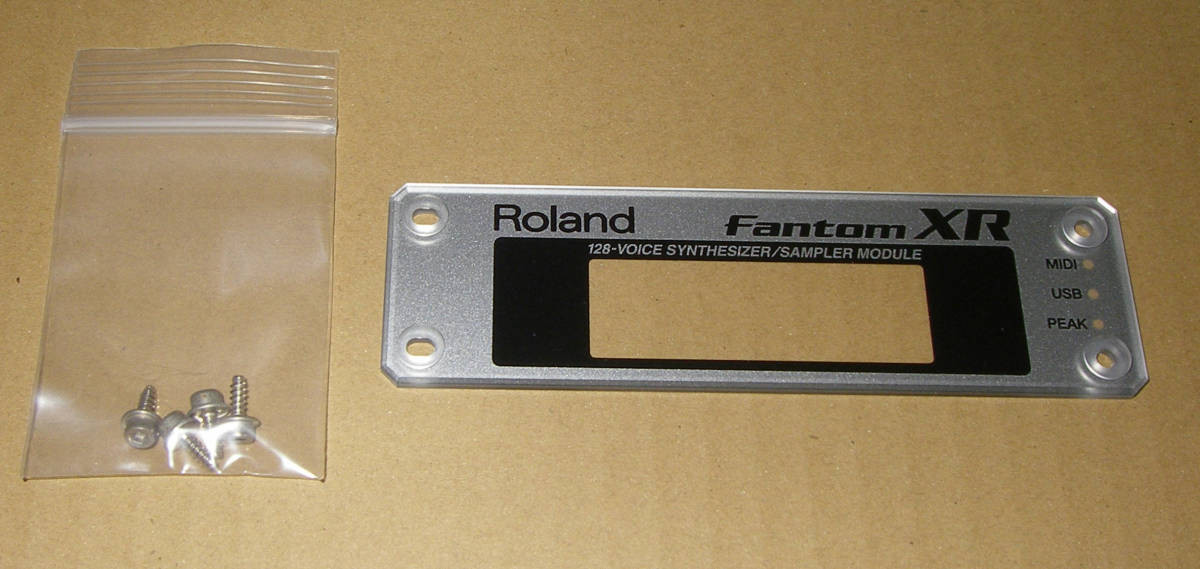 Roland Fantom XR
128-VOICE SYNTHESIZER/SAMPLER MODULE
MIDI
USB
PEAK